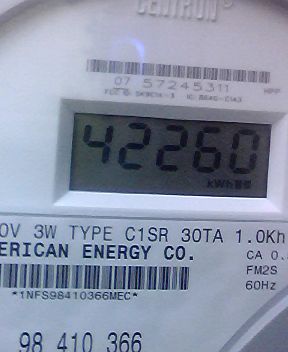 CENTRON
07 57245311
42260
kWh
0V 3W TYPE C1SR 30TA 1.0Kh
ERICAN ENERGY CO.
CA 0.
FM2S
60Hz
*1NFS98410366MEC*
98 410 366